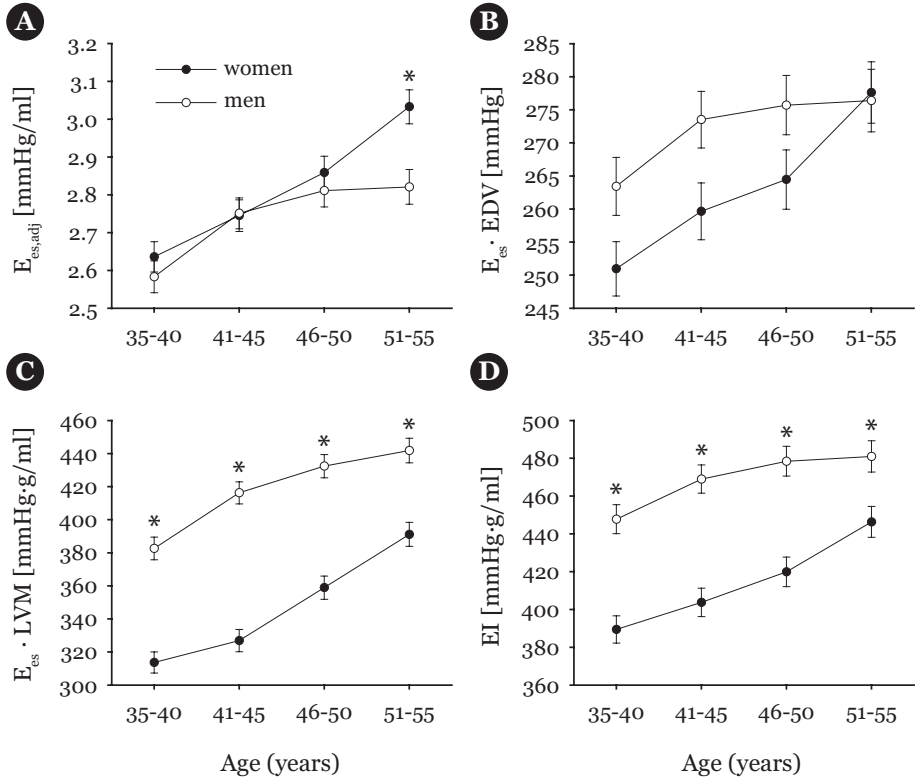 A
E_es,adj [mmHg/ml]
3.2
3.1
3.0
2.9
2.8
2.7
2.6
2.5
women
men
*
35-40 41-45 46-50 51-55
B
E_es · EDV [mmHg]
285
280
275
270
265
260
255
250
245
35-40 41-45 46-50 51-55
C
E_es · LVM [mmHg·g/ml]
460
440
420
400
380
360
340
320
300
* * * *
35-40 41-45 46-50 51-55
Age (years)
D
EI [mmHg·g/ml]
500
480
460
440
420
400
380
360
* * * *
35-40 41-45 46-50 51-55
Age (years)